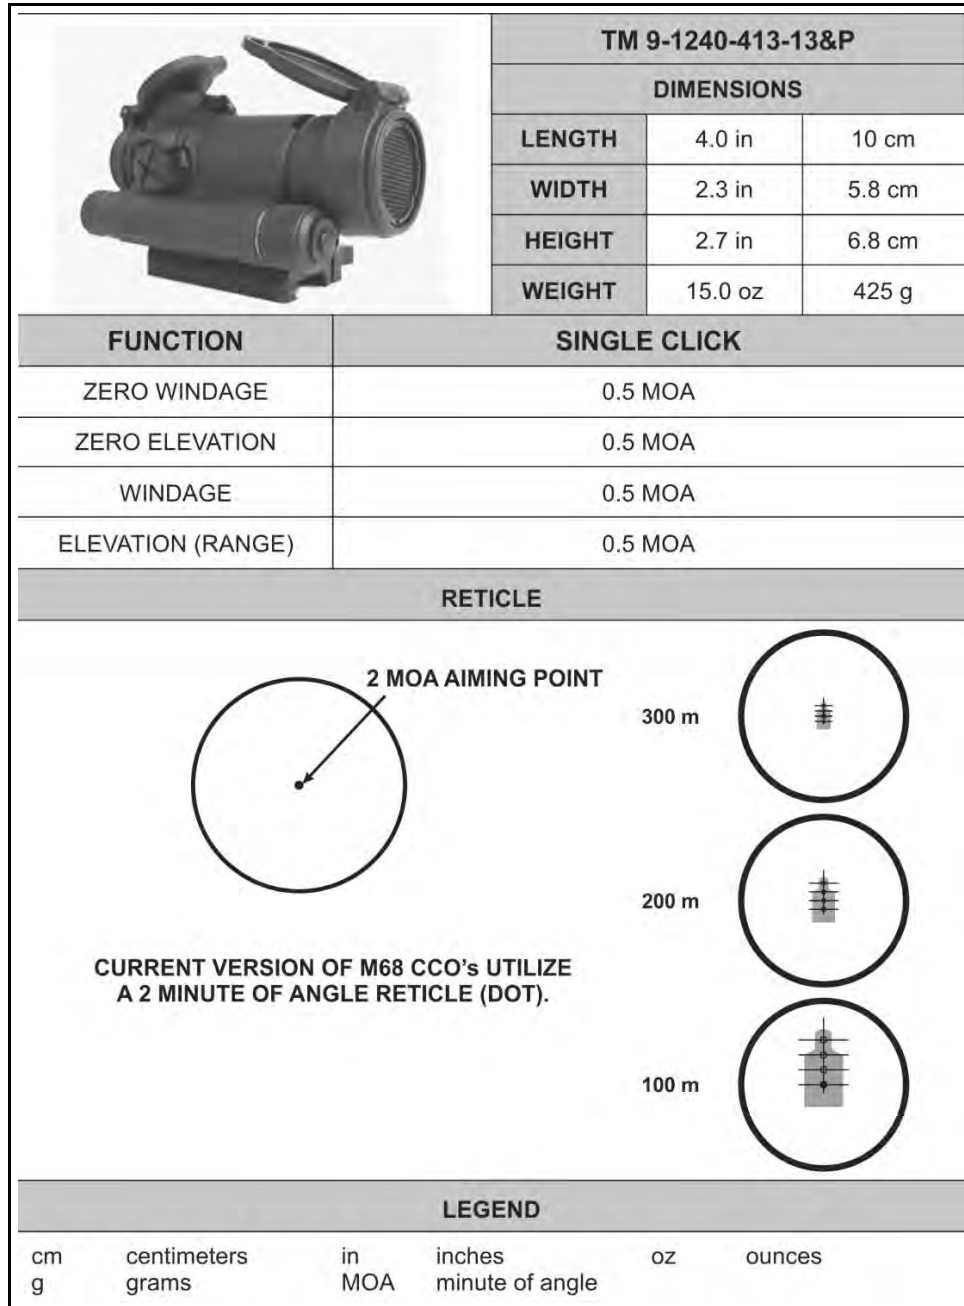 TM 9-1240-413-13&P
DIMENSIONS
LENGTH 4.0 in 10 cm
WIDTH 2.3 in 5.8 cm
HEIGHT 2.7 in 6.8 cm
WEIGHT 15.0 oz 425 g
FUNCTION SINGLE CLICK
ZERO WINDAGE 0.5 MOA
ZERO ELEVATION 0.5 MOA
WINDAGE 0.5 MOA
ELEVATION (RANGE) 0.5 MOA
RETICLE
2 MOA AIMING POINT
300 m
200 m
CURRENT VERSION OF M68 CCO's UTILIZE
A 2 MINUTE OF ANGLE RETICLE (DOT).
100 m
LEGEND
cm centimeters in inches oz ounces
g grams MOA minute of angle